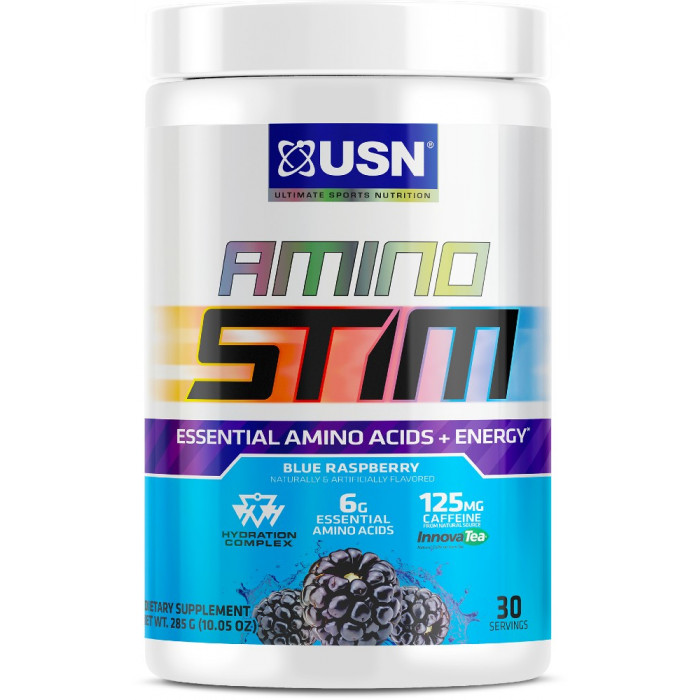 USN®
ULTIMATE SPORTS NUTRITION
AMINO
STIM
ESSENTIAL AMINO ACIDS + ENERGY*
BLUE RASPBERRY
NATURALLY & ARTIFICIALLY FLAVORED
HYDRATION
COMPLEX
6G
ESSENTIAL
AMINO ACIDS
125MG
CAFFEINE
FROM NATURAL SOURCE
InnovaTea
DIETARY SUPPLEMENT
NET WT. 285 G (10.05 OZ)
30
SERVINGS